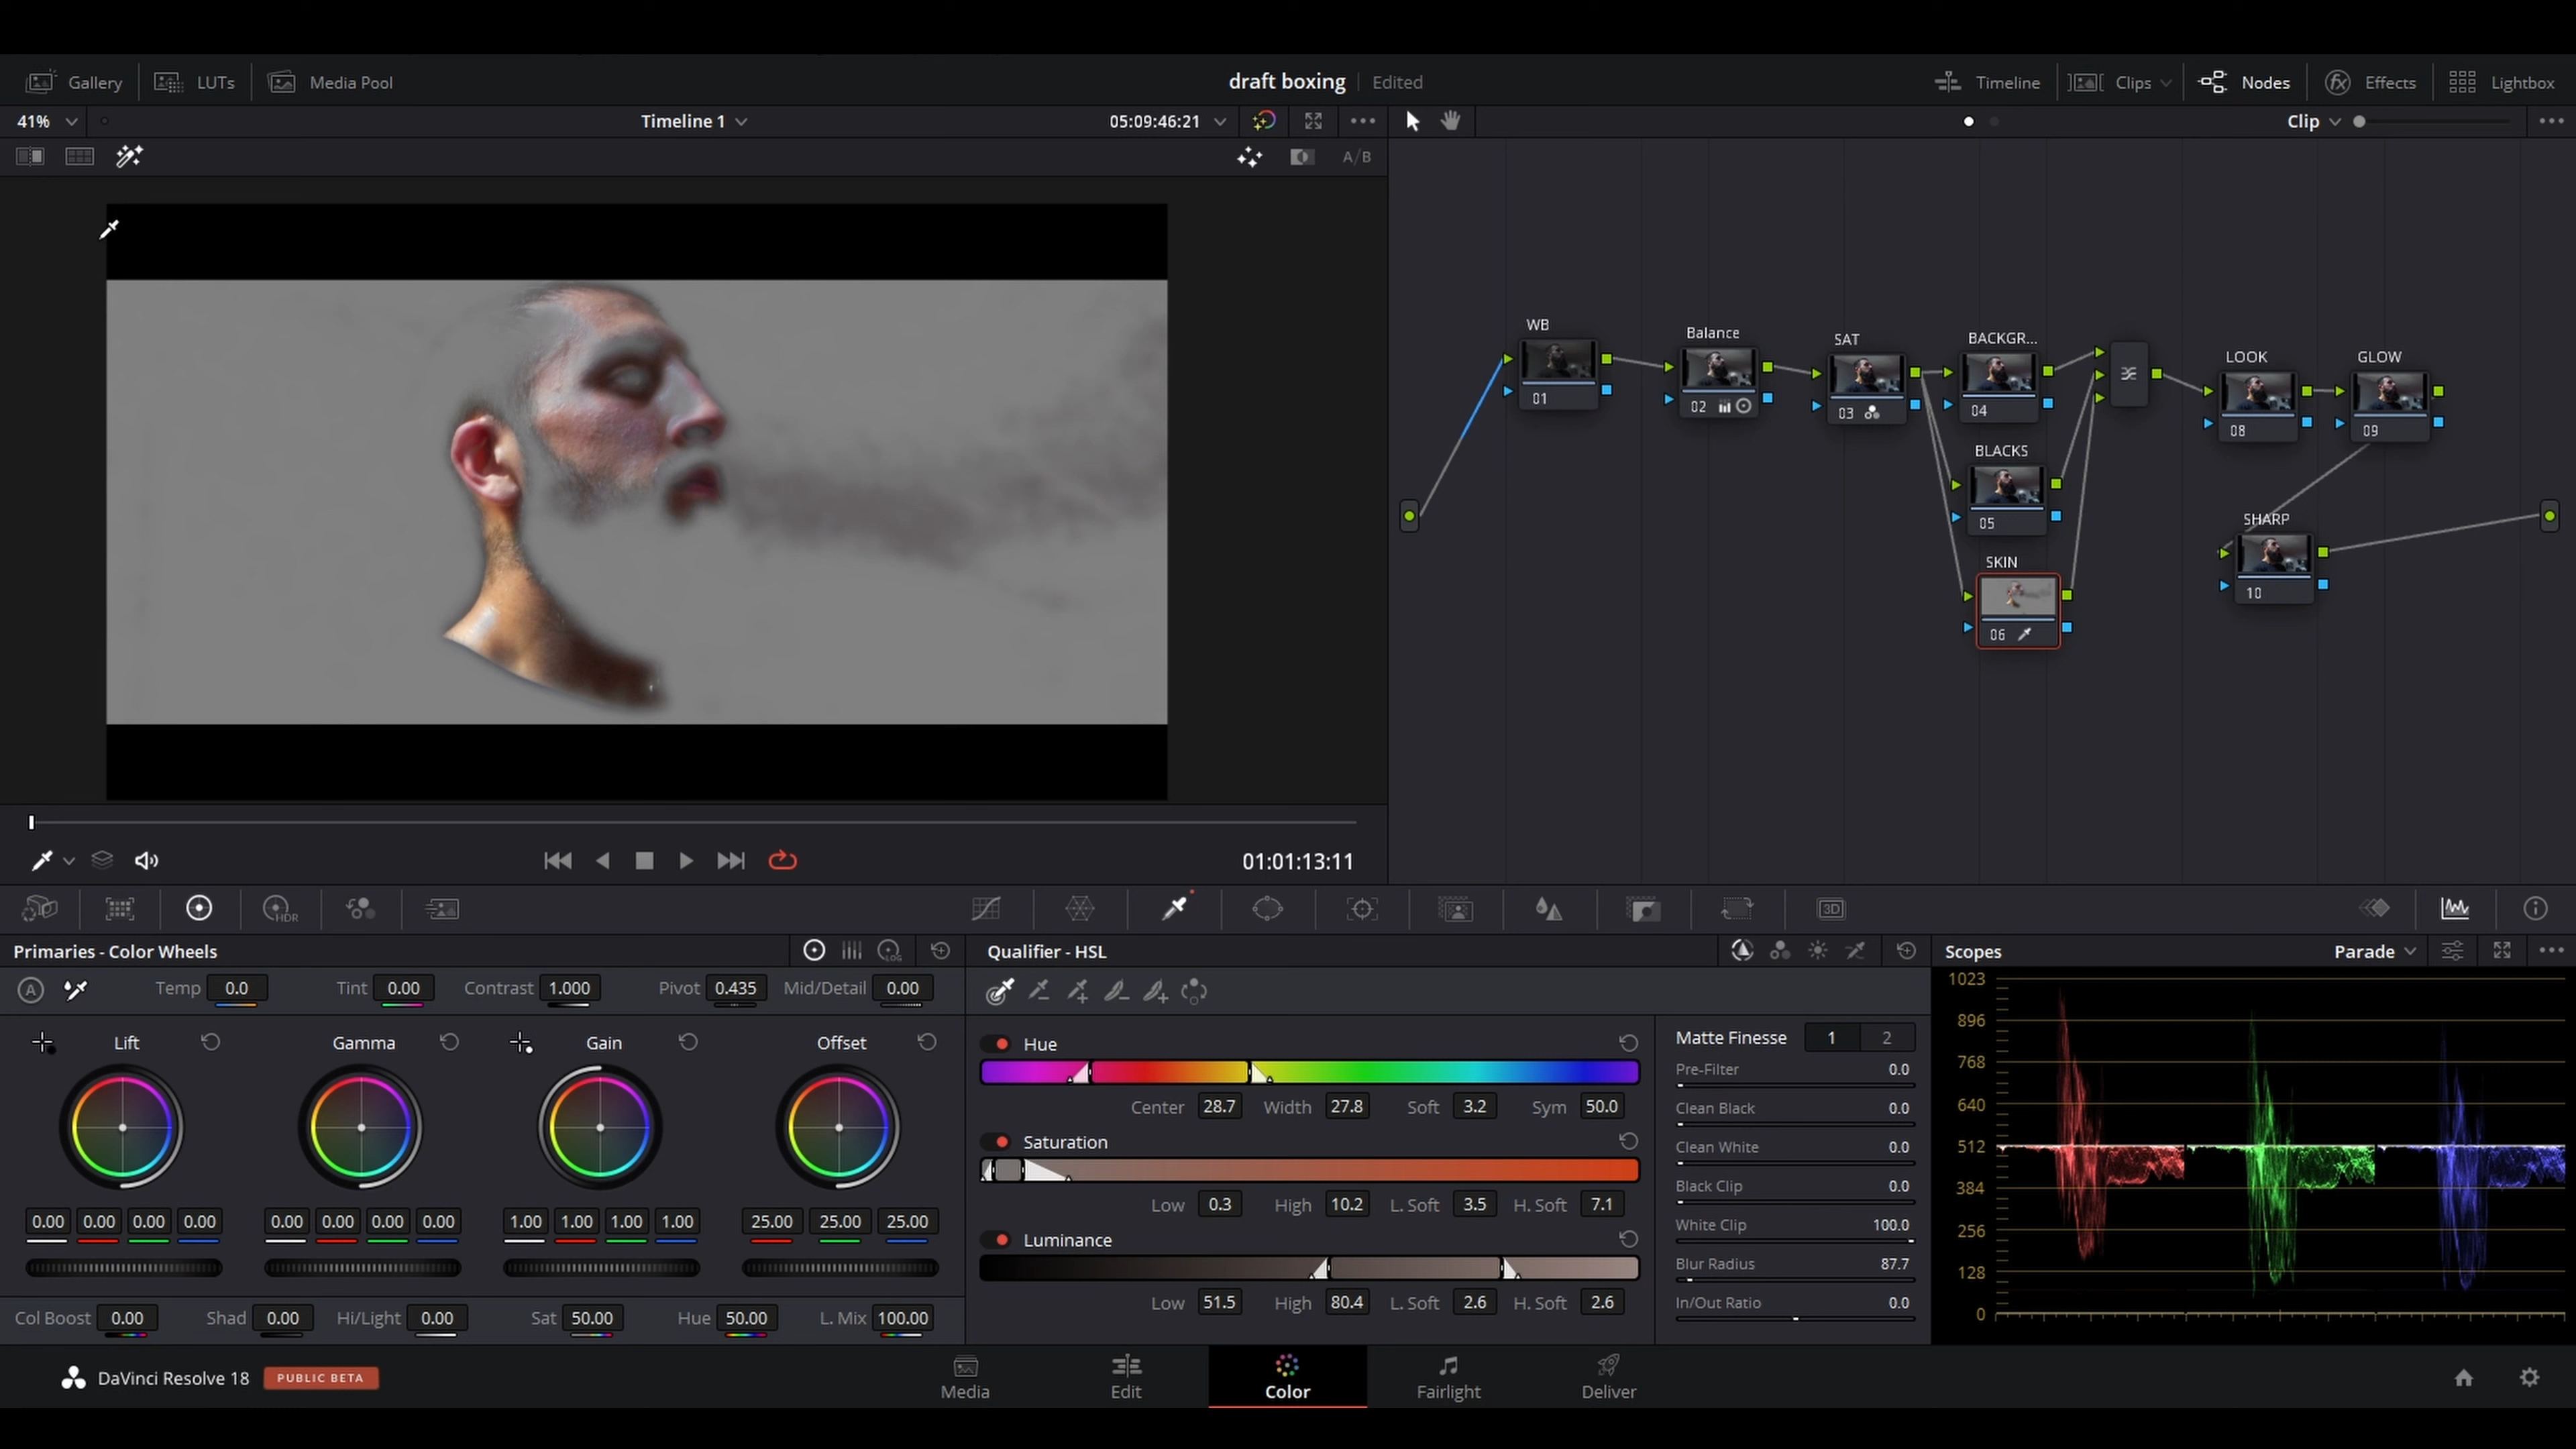 Gallery LUTs Media Pool draft boxing Edited Timeline Clips Nodes Effects Lightbox
41% Timeline 1 05:09:46:21 Clip
A/B
WB
01
Balance
02
SAT
03
BACKGR...
04
BLACKS
05
SKIN
06
LOOK
08
GLOW
09
SHARP
10
01:01:13:11
HDR
3D
Primaries - Color Wheels
LOG
A Temp 0.0 Tint 0.00 Contrast 1.000 Pivot 0.435 Mid/Detail 0.00
Lift Gamma Gain Offset
0.00 0.00 0.00 0.00 0.00 0.00 0.00 0.00 1.00 1.00 1.00 1.00 25.00 25.00 25.00
Col Boost 0.00 Shad 0.00 Hi/Light 0.00 Sat 50.00 Hue 50.00 L. Mix 100.00
Qualifier - HSL
Hue
Center 28.7 Width 27.8 Soft 3.2 Sym 50.0
Saturation
Low 0.3 High 10.2 L. Soft 3.5 H. Soft 7.1
Luminance
Low 51.5 High 80.4 L. Soft 2.6 H. Soft 2.6
Matte Finesse 1 2
Pre-Filter 0.0
Clean Black 0.0
Clean White 0.0
Black Clip 0.0
White Clip 100.0
Blur Radius 87.7
In/Out Ratio 0.0
Scopes Parade
1023
896
768
640
512
384
256
128
0
DaVinci Resolve 18 PUBLIC BETA
Media Edit Color Fairlight Deliver